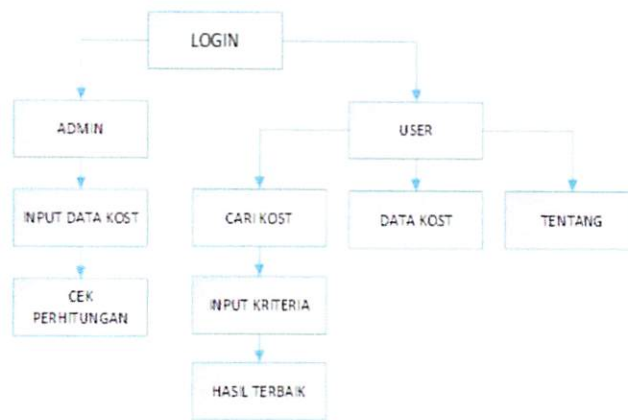 LOGIN
ADMIN
USER
INPUT DATA KOST
CARI KOST
DATA KOST
TENTANG
CEK
PERHITUNGAN
INPUT KRITERIA
HASIL TERBAIK